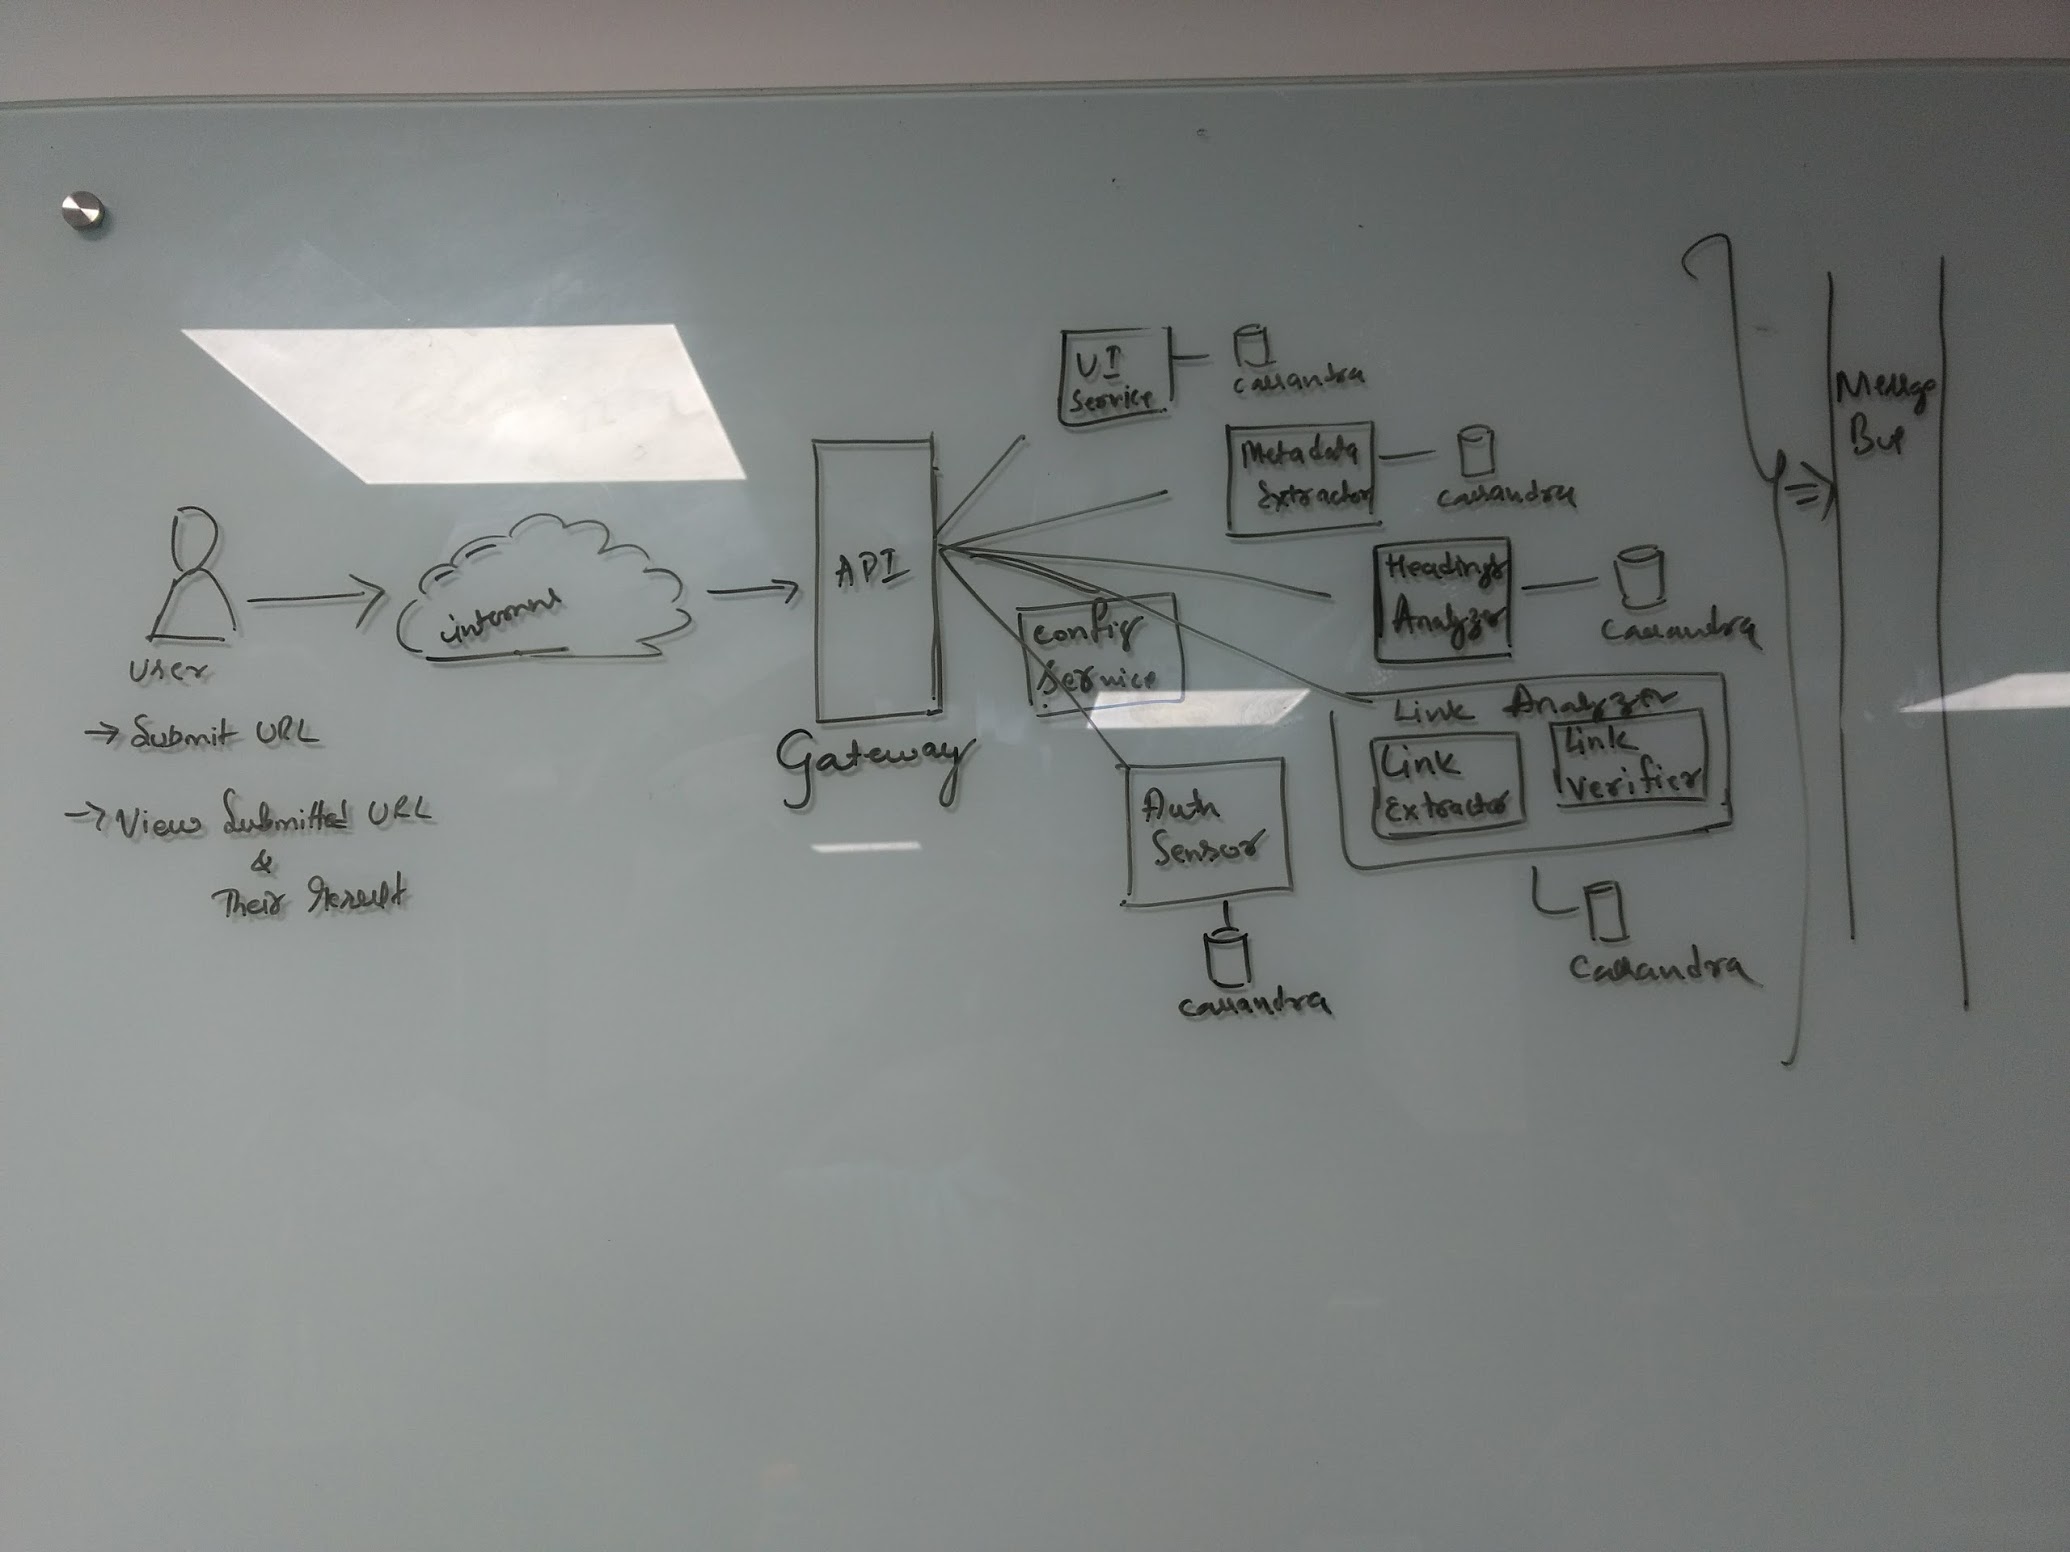 User
→ Submit URL
→ View Submitted URL
&
Their result
internet
API
Gateway
UI
Service
Cassandra
Metadata
Extractor
Cassandra
Headings
Analyzer
Cassandra
Config
Service
Link Analyzer
Link
Extractor
Link
Verifier
Cassandra
Auth
Sensor
Cassandra
Message
Bus